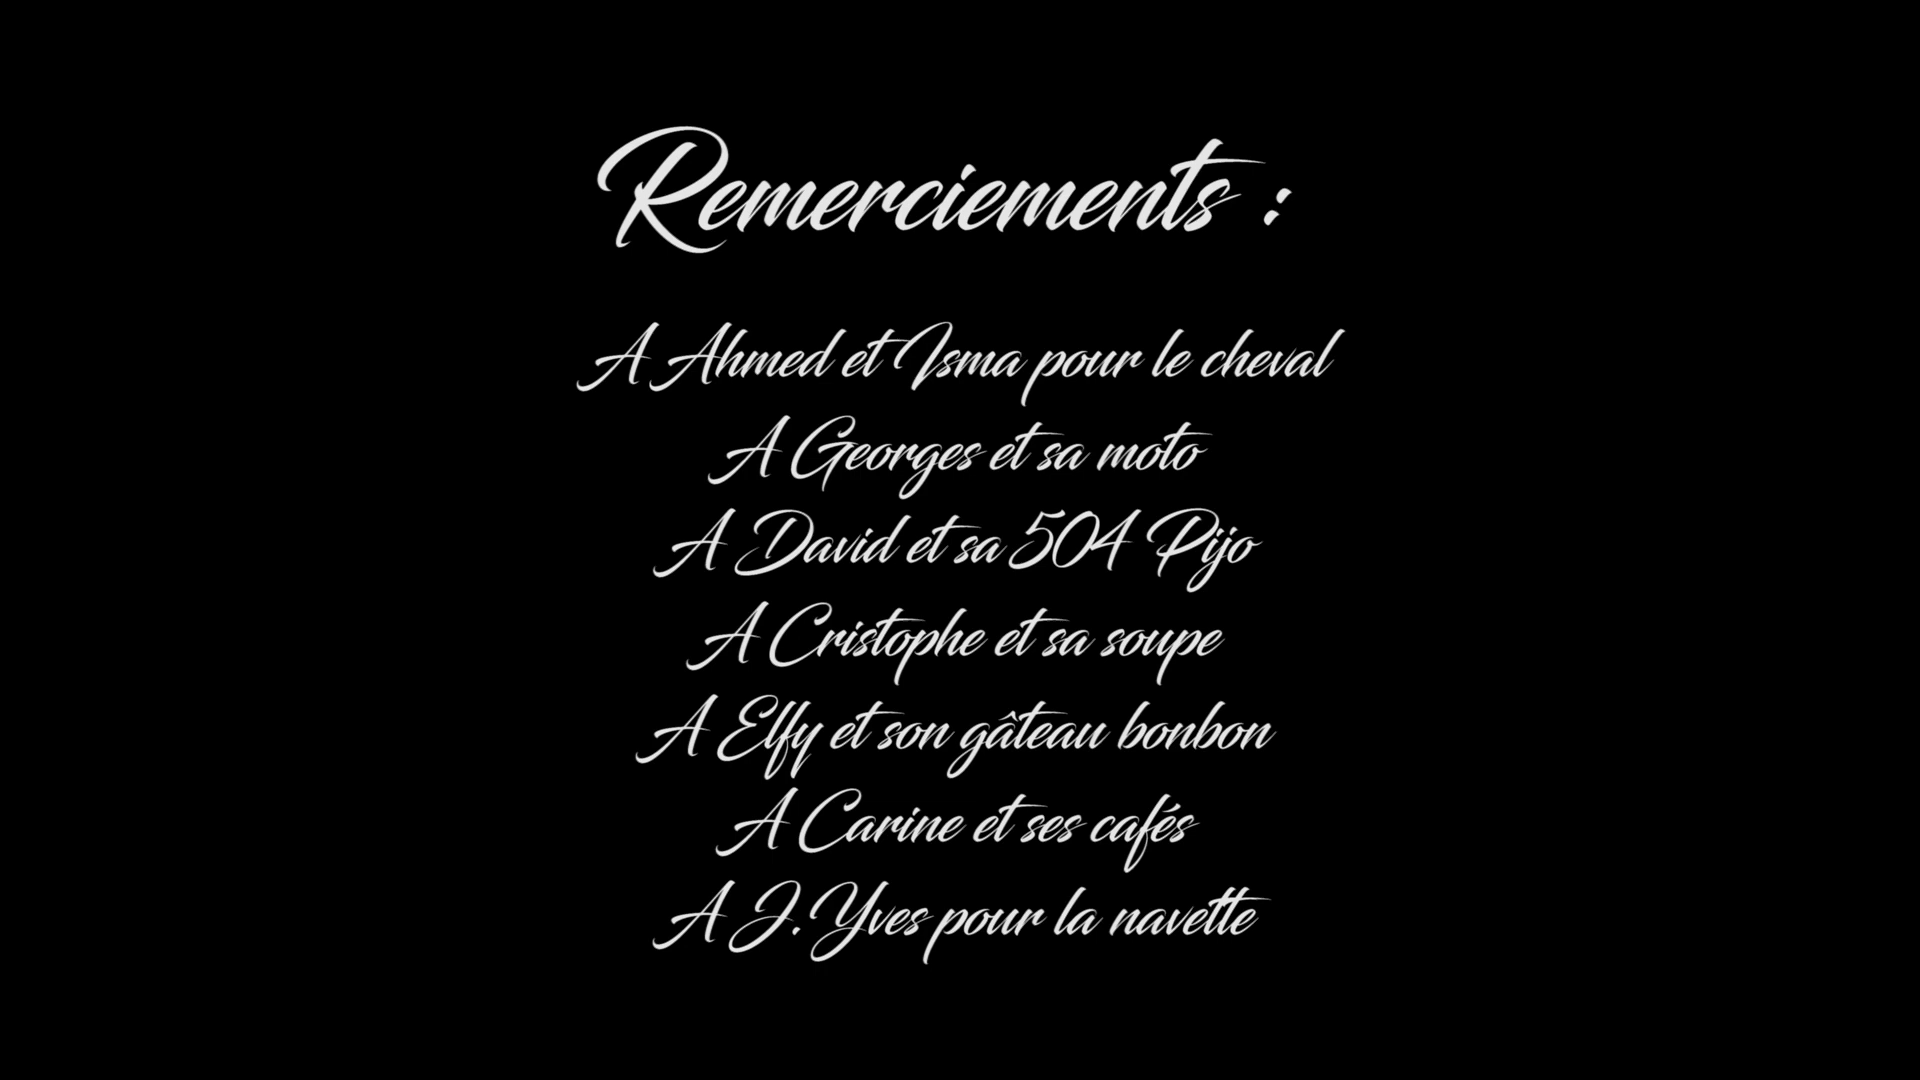 Remerciements :
A Ahmed et Isma pour le cheval
A Georges et sa moto
A David et sa 504 Pijo
A Cristophe et sa soupe
A Elfy et son gâteau bonbon
A Carine et ses cafés
A J.Yves pour la navette